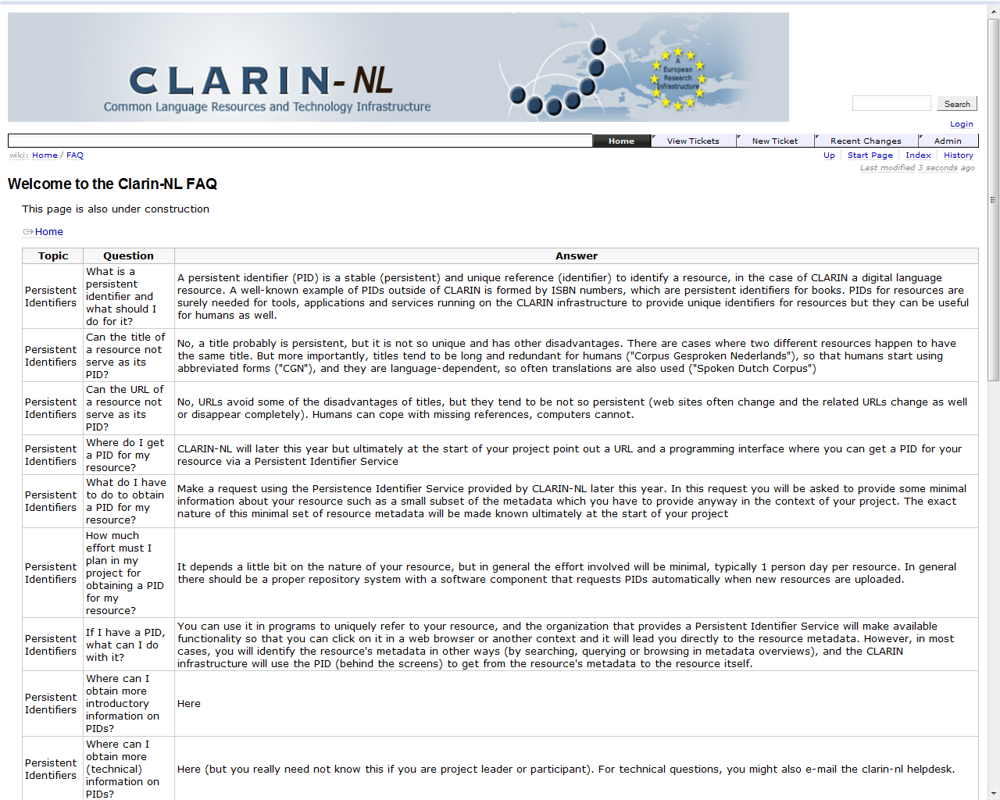 CLARIN-NL
Common Language Resources and Technology Infrastructure
A
European
Research
Infrastructure
Search
Login
Home
View Tickets
New Ticket
Recent Changes
Admin
wiki: Home / FAQ
Up
Start Page
Index
History
Last modified 3 seconds ago
Welcome to the Clarin-NL FAQ
This page is also under construction
Home
Topic
Question
Answer
Persistent
Identifiers
What is a
persistent
identifier and
what should I
do for it?
A persistent identifier (PID) is a stable (persistent) and unique reference (identifier) to identify a resource, in the case of CLARIN a digital language
resource. A well-known example of PIDs outside of CLARIN is formed by ISBN numbers, which are persistent identifiers for books. PIDs for resources are
surely needed for tools, applications and services running on the CLARIN infrastructure to provide unique identifiers for resources but they can be useful
for humans as well.
Persistent
Identifiers
Can the title of
a resource not
serve as its
PID?
No, a title probably is persistent, but it is not so unique and has other disadvantages. There are cases where two different resources happen to have
the same title. But more importantly, titles tend to be long and redundant for humans ("Corpus Gesproken Nederlands"), so that humans start using
abbreviated forms ("CGN"), and they are language-dependent, so often translations are also used ("Spoken Dutch Corpus")
Persistent
Identifiers
Can the URL of
a resource not
serve as its
PID?
No, URLs avoid some of the disadvantages of titles, but they tend to be not so persistent (web sites often change and the related URLs change as well
or disappear completely). Humans can cope with missing references, computers cannot.
Persistent
Identifiers
Where do I get
a PID for my
resource?
CLARIN-NL will later this year but ultimately at the start of your project point out a URL and a programming interface where you can get a PID for your
resource via a Persistent Identifier Service
Persistent
Identifiers
What do I have
to do to obtain
a PID for my
resource?
Make a request using the Persistence Identifier Service provided by CLARIN-NL later this year. In this request you will be asked to provide some minimal
information about your resource such as a small subset of the metadata which you have to provide anyway in the context of your project. The exact
nature of this minimal set of resource metadata will be made known ultimately at the start of your project
Persistent
Identifiers
How much
effort must I
plan in my
project for
obtaining a PID
for my
resource?
It depends a little bit on the nature of your resource, but in general the effort involved will be minimal, typically 1 person day per resource. In general
there should be a proper repository system with a software component that requests PIDs automatically when new resources are uploaded.
Persistent
Identifiers
If I have a PID,
what can I do
with it?
You can use it in programs to uniquely refer to your resource, and the organization that provides a Persistent Identifier Service will make available
functionality so that you can click on it in a web browser or another context and it will lead you directly to the resource metadata. However, in most
cases, you will identify the resource's metadata in other ways (by searching, querying or browsing in metadata overviews), and the CLARIN
infrastructure will use the PID (behind the screens) to get from the resource's metadata to the resource itself.
Persistent
Identifiers
Where can I
obtain more
introductory
information on
PIDs?
Here
Persistent
Identifiers
Where can I
obtain more
(technical)
information on
PIDs?
Here (but you really need not know this if you are project leader or participant). For technical questions, you might also e-mail the clarin-nl helpdesk.